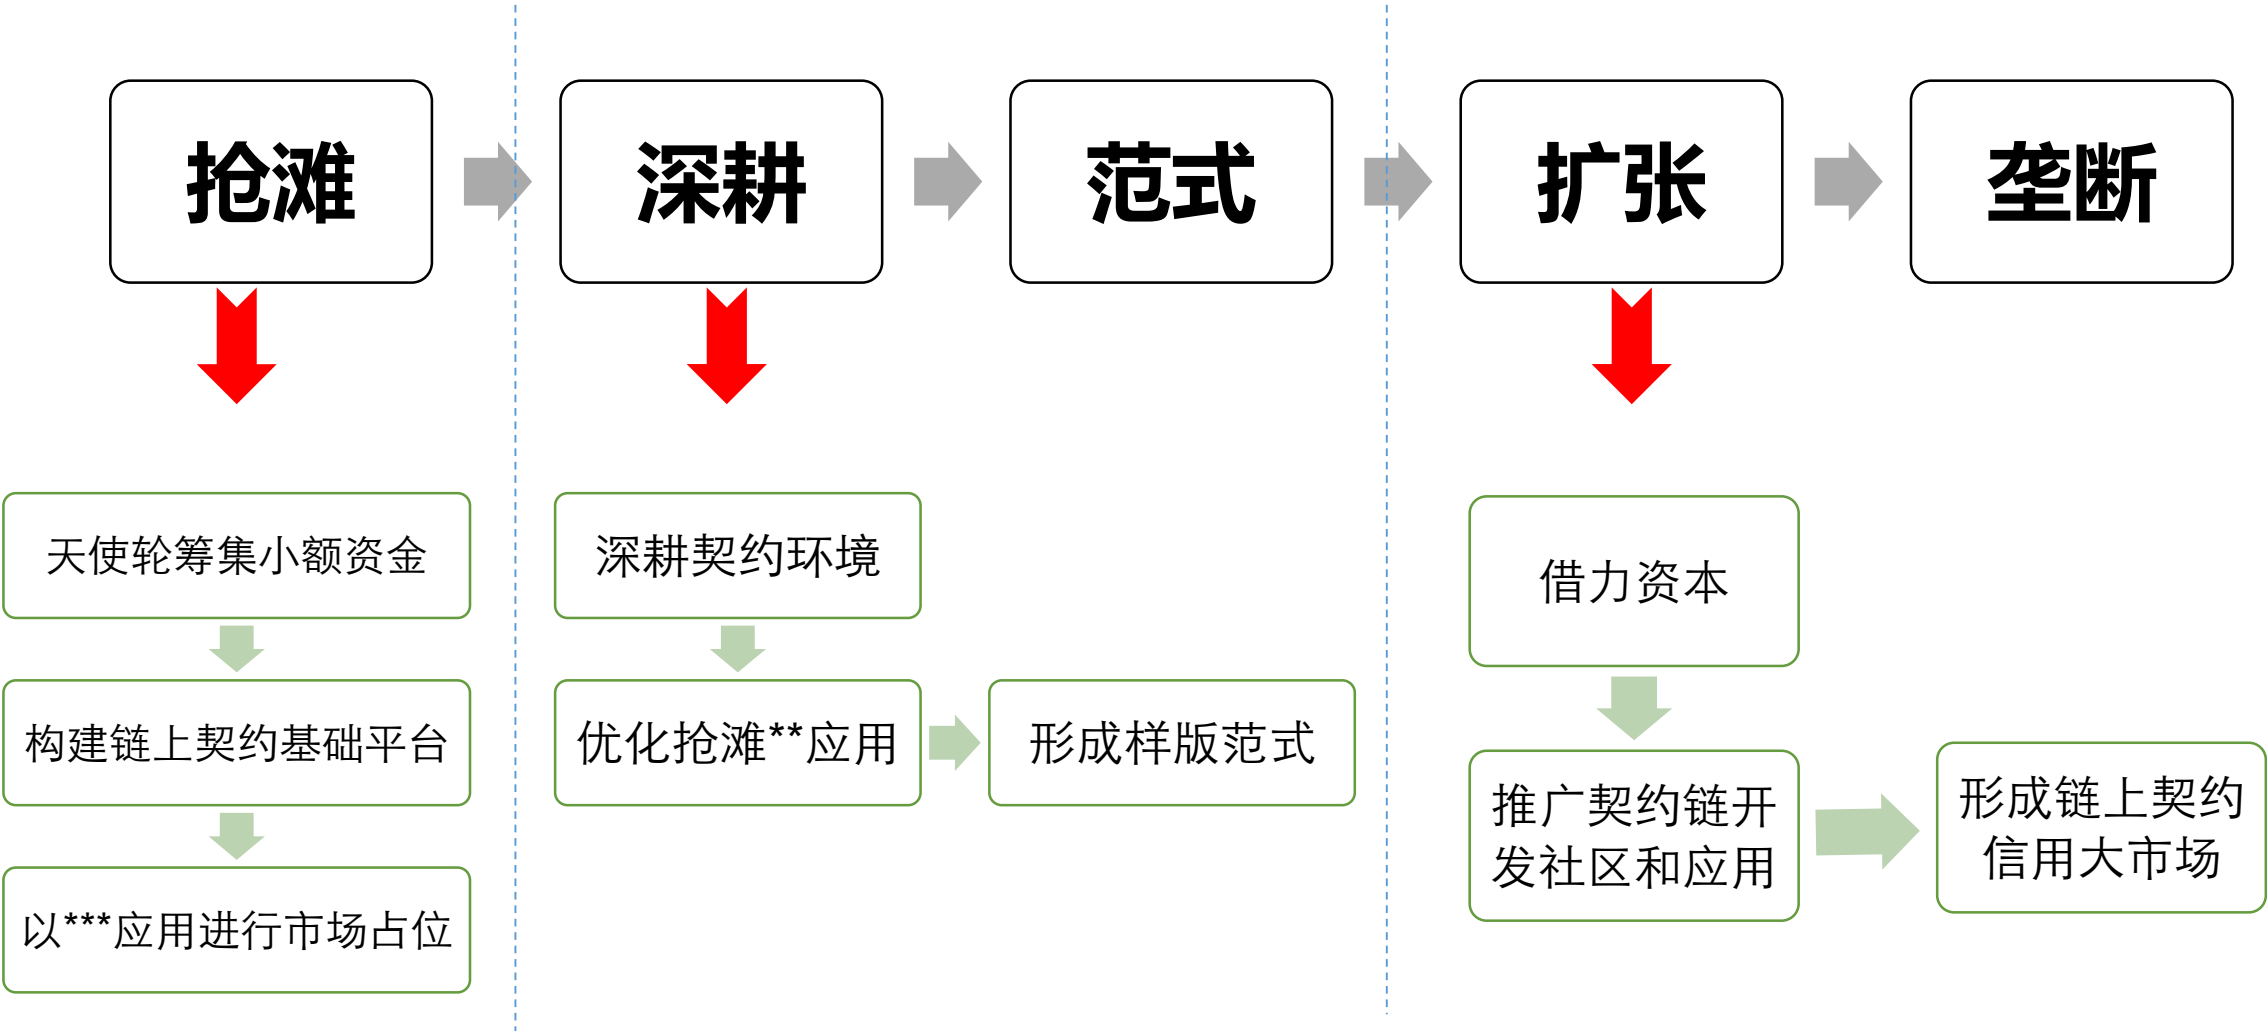 抢滩
深耕
范式
扩张
垄断
天使轮筹集小额资金
构建链上契约基础平台
以***应用进行市场占位
深耕契约环境
优化抢滩**应用
形成样版范式
借力资本
推广契约链开
发社区和应用
形成链上契约
信用大市场